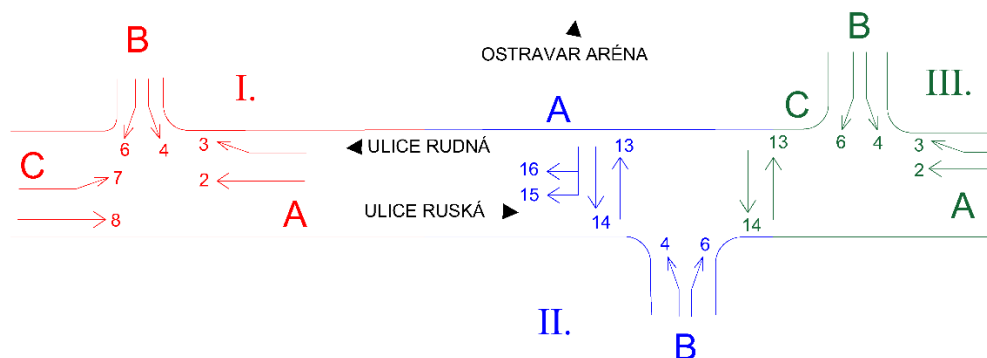 B
B
OSTRAVAR ARÉNA
I.
A
C
III.
6 4 3
ULICE RUDNÁ
13
13 6 4 3
C
7
2
16
2
15
A
ULICE RUSKÁ
A
8
14
14
4 6
II.
B